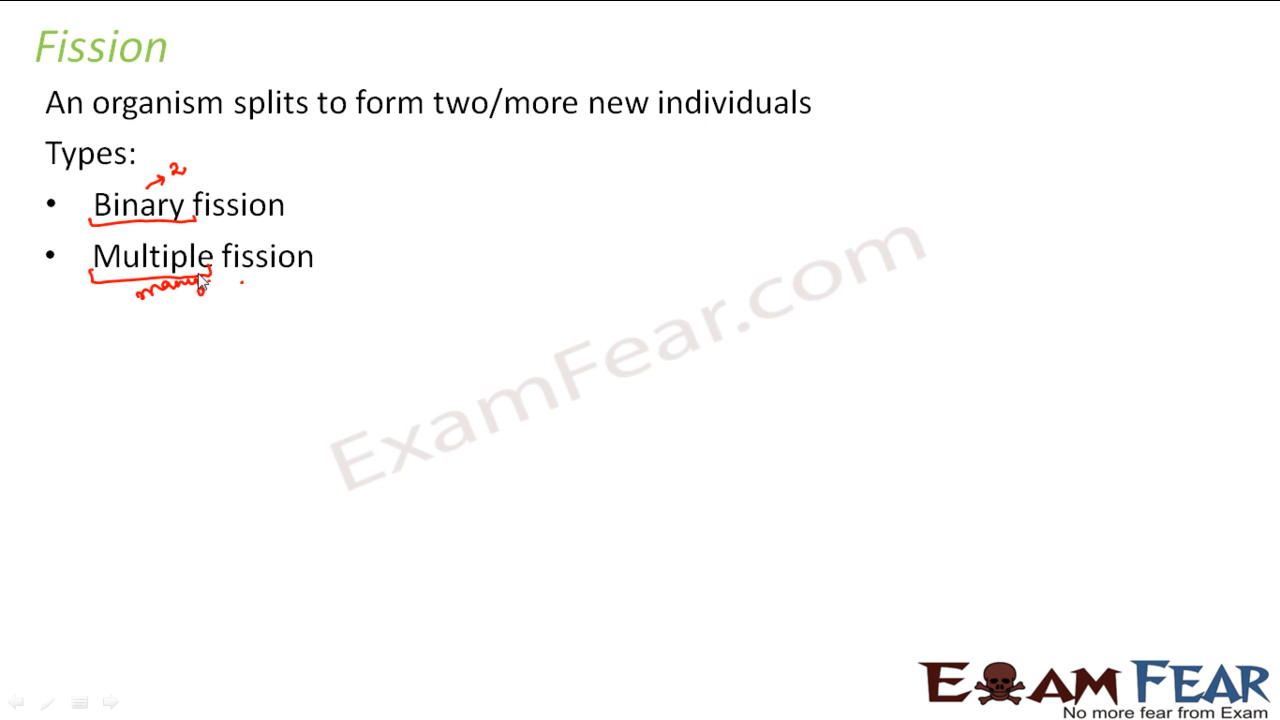 Fission
An organism splits to form two/more new individuals
Types:
→ 2
• Binary fission
• Multiple fission
many
ExamFear.com
EXAM FEAR
No more fear from Exam